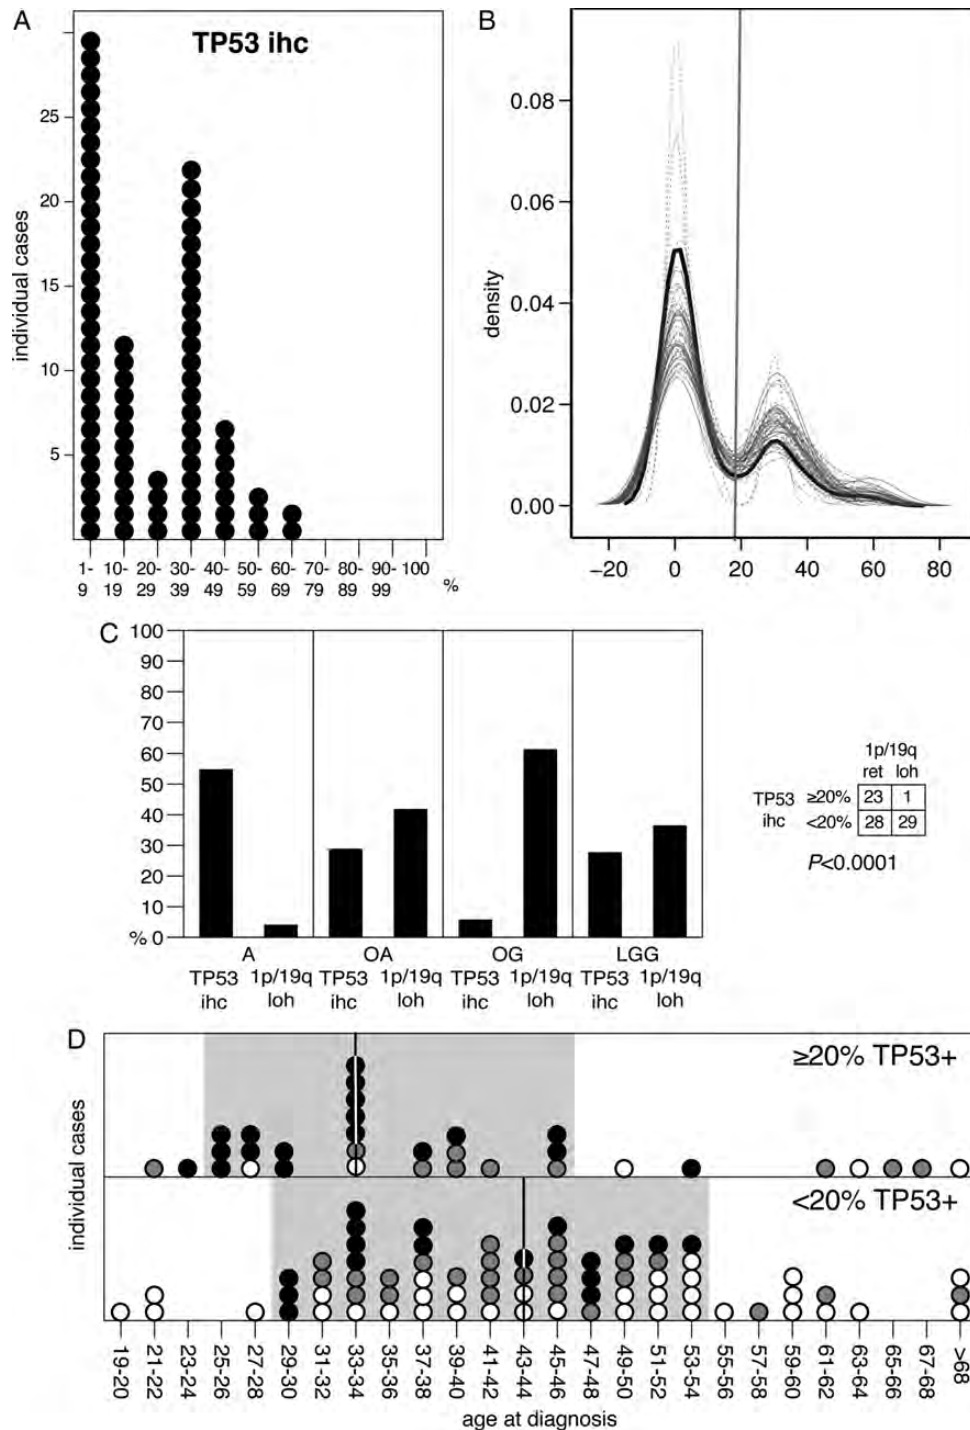 A
TP53 ihc
individual cases
25
20
15
10
5
1- 10- 20- 30- 40- 50- 60- 70- 80- 90- 100
9 19 29 39 49 59 69 79 89 99 %
B
density
0.08
0.06
0.04
0.02
0.00
−20 0 20 40 60 80
C
100
90
80
70
60
50
40
30
20
10
% 0
A OA OG LGG
TP53 1p/19q TP53 1p/19q TP53 1p/19q TP53 1p/19q
ihc loh ihc loh ihc loh ihc loh
1p/19q
ret loh
TP53 ≥20% 23 1
ihc <20% 28 29
P<0.0001
D
≥20% TP53+
<20% TP53+
individual cases
19-20
21-22
23-24
25-26
27-28
29-30
31-32
33-34
35-36
37-38
39-40
41-42
43-44
45-46
47-48
49-50
51-52
53-54
55-56
57-58
59-60
61-62
63-64
65-66
67-68
>68
age at diagnosis